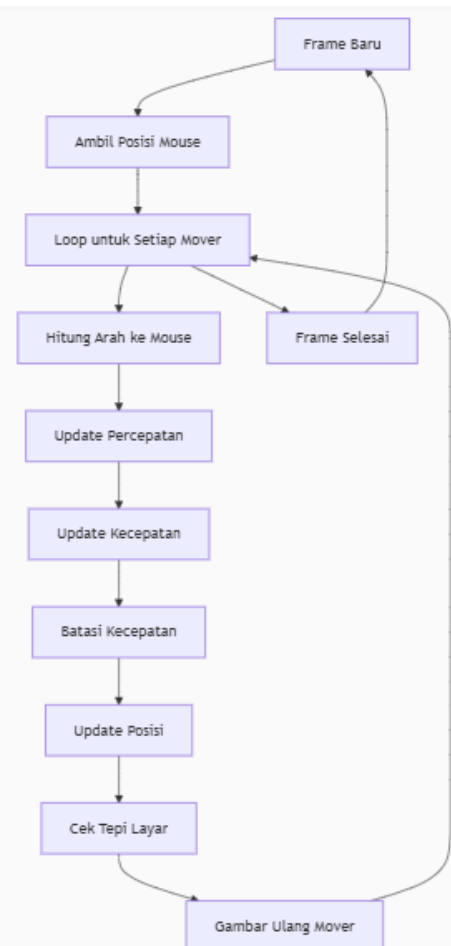 Frame Baru
Ambil Posisi Mouse
Loop untuk Setiap Mover
Hitung Arah ke Mouse
Frame Selesai
Update Percepatan
Update Kecepatan
Batasi Kecepatan
Update Posisi
Cek Tepi Layar
Gambar Ulang Mover